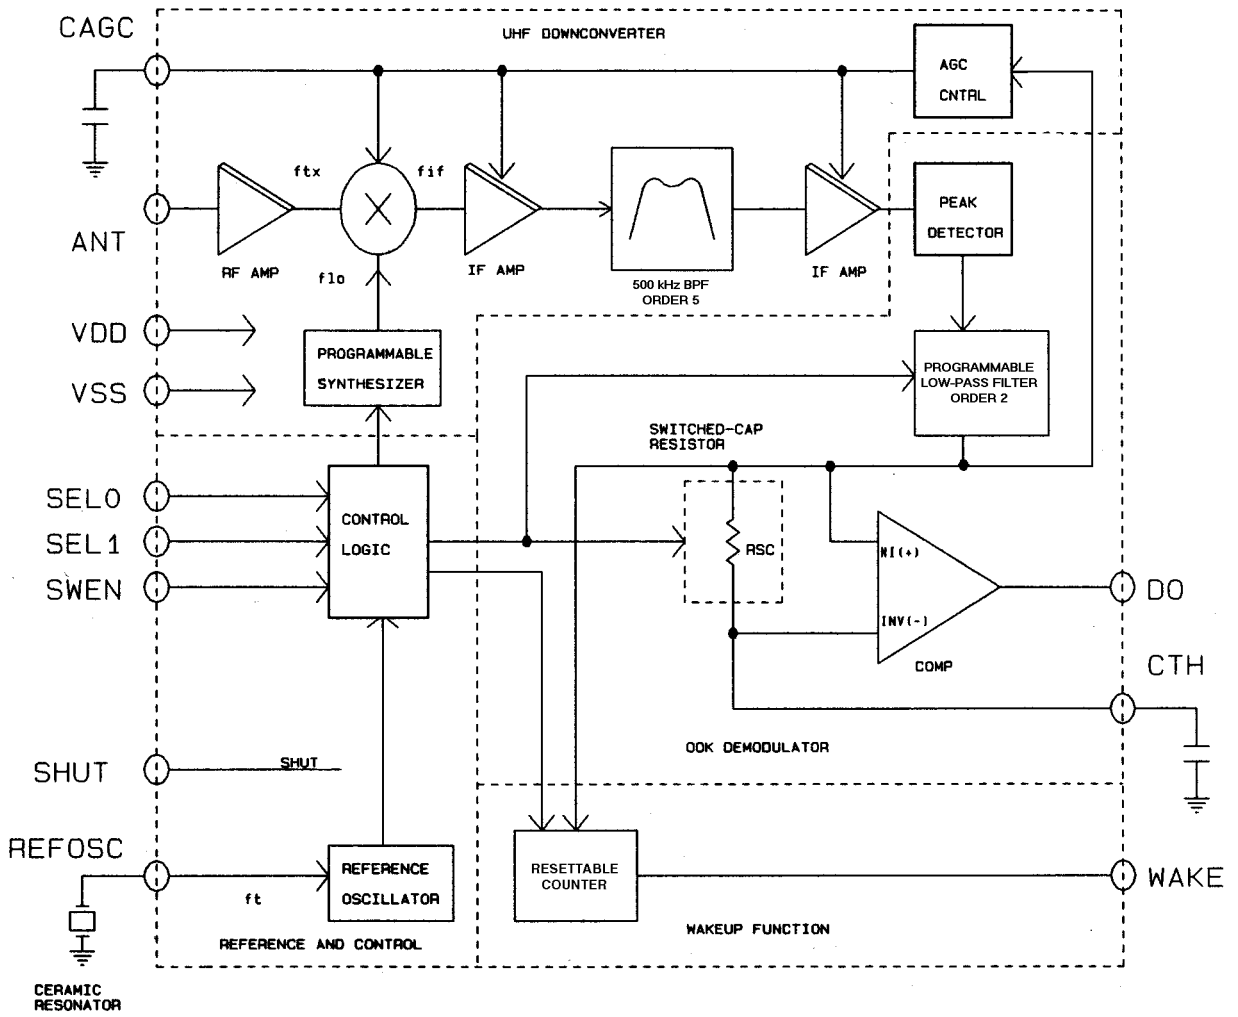 CAGC
UHF DOWNCONVERTER
AGC
CNTRL
ftx
fif
ANT
RF AMP
flo
IF AMP
500 kHz BPF
ORDER 5
IF AMP
PEAK
DETECTOR
VDD
VSS
PROGRAMMABLE
SYNTHESIZER
PROGRAMMABLE
LOW-PASS FILTER
ORDER 2
SWITCHED-CAP
RESISTOR
SEL0
SEL1
SWEN
CONTROL
LOGIC
RSC
NI(+)
INV(-)
COMP
DO
CTH
OOK DEMODULATOR
SHUT
SHUT
REFOSC
ft
REFERENCE
OSCILLATOR
RESETTABLE
COUNTER
WAKE
WAKEUP FUNCTION
REFERENCE AND CONTROL
CERAMIC
RESONATOR